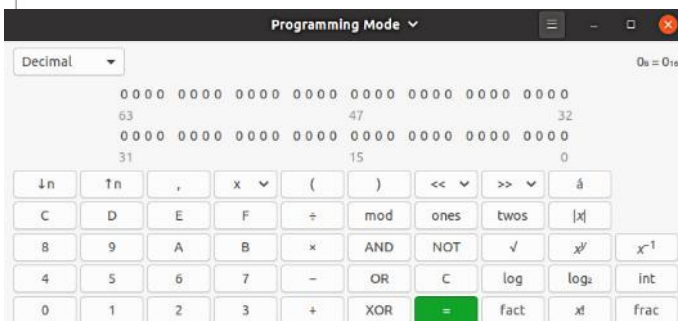 Programming Mode
Decimal 0₈ = 0₁₆
0000 0000 0000 0000 0000 0000 0000 0000
63 47 32
0000 0000 0000 0000 0000 0000 0000 0000
31 15 0
↓n ↑n , x ( ) << >> á
C D E F ÷ mod ones twos |x|
8 9 A B × AND NOT √ xʸ x⁻¹
4 5 6 7 − OR C log log₂ int
0 1 2 3 + XOR = fact x! frac